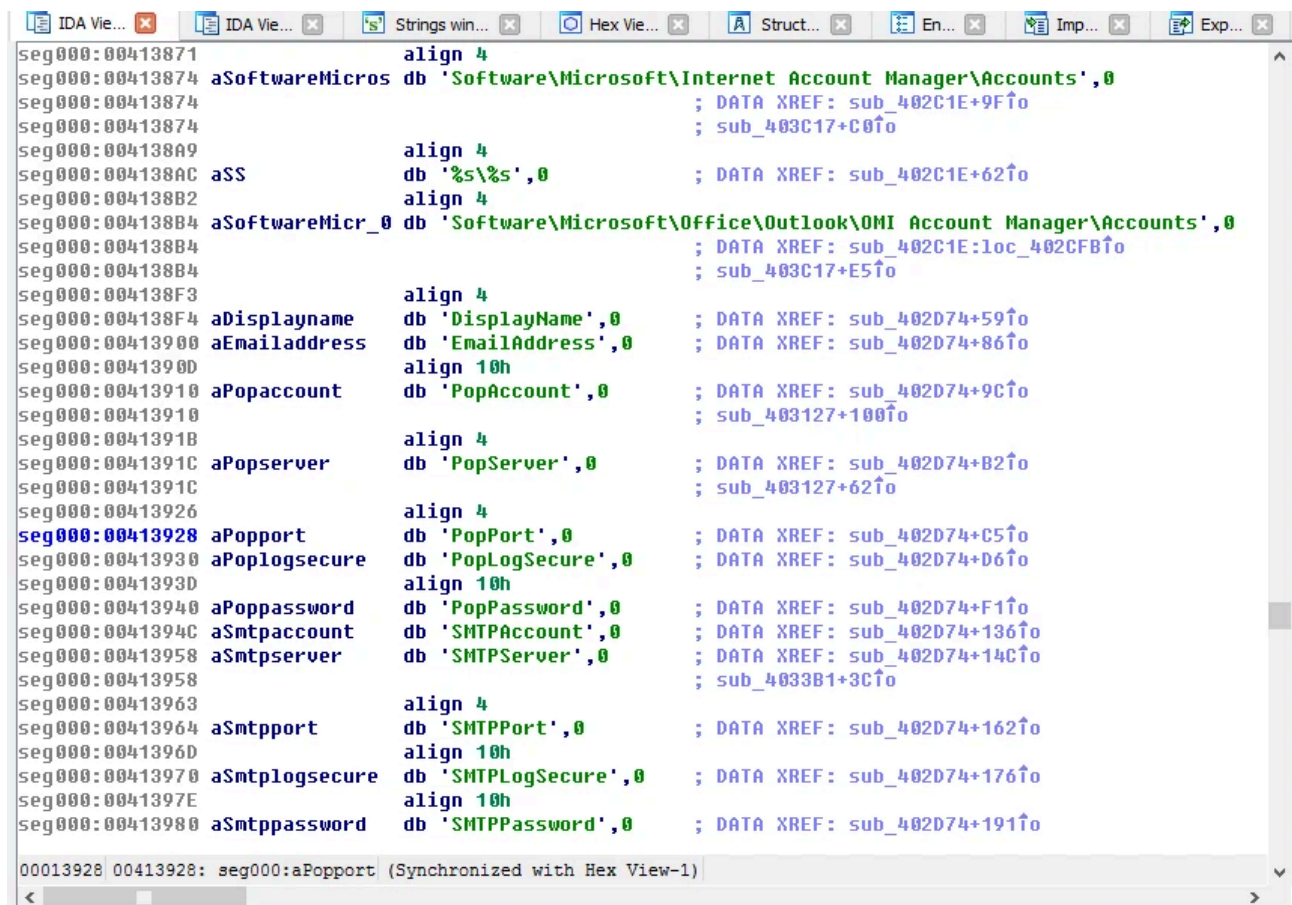 IDA Vie... IDA Vie... 's' Strings win... Hex Vie... A Struct... En... Imp... Exp...
seg000:00413871 align 4
seg000:00413874 aSoftwareMicros db 'Software\Microsoft\Internet Account Manager\Accounts',0
seg000:00413874 ; DATA XREF: sub_402C1E+9F↑o
seg000:00413874 ; sub_403C17+C0↑o
seg000:004138A9 align 4
seg000:004138AC aSS db '%s\%s',0 ; DATA XREF: sub_402C1E+62↑o
seg000:004138B2 align 4
seg000:004138B4 aSoftwareMicr_0 db 'Software\Microsoft\Office\Outlook\OMI Account Manager\Accounts',0
seg000:004138B4 ; DATA XREF: sub_402C1E:loc_402CFB↑o
seg000:004138B4 ; sub_403C17+E5↑o
seg000:004138F3 align 4
seg000:004138F4 aDisplayname db 'DisplayName',0 ; DATA XREF: sub_402D74+59↑o
seg000:00413900 aEmailaddress db 'EmailAddress',0 ; DATA XREF: sub_402D74+86↑o
seg000:0041390D align 10h
seg000:00413910 aPopaccount db 'PopAccount',0 ; DATA XREF: sub_402D74+9C↑o
seg000:00413910 ; sub_403127+100↑o
seg000:0041391B align 4
seg000:0041391C aPopserver db 'PopServer',0 ; DATA XREF: sub_402D74+B2↑o
seg000:0041391C ; sub_403127+62↑o
seg000:00413926 align 4
seg000:00413928 aPopport db 'PopPort',0 ; DATA XREF: sub_402D74+C5↑o
seg000:00413930 aPoplogsecure db 'PopLogSecure',0 ; DATA XREF: sub_402D74+D6↑o
seg000:0041393D align 10h
seg000:00413940 aPoppassword db 'PopPassword',0 ; DATA XREF: sub_402D74+F1↑o
seg000:0041394C aSmtpaccount db 'SMTPAccount',0 ; DATA XREF: sub_402D74+136↑o
seg000:00413958 aSmtpserver db 'SMTPServer',0 ; DATA XREF: sub_402D74+14C↑o
seg000:00413958 ; sub_4033B1+3C↑o
seg000:00413963 align 4
seg000:00413964 aSmtpport db 'SMTPPort',0 ; DATA XREF: sub_402D74+162↑o
seg000:0041396D align 10h
seg000:00413970 aSmtplogsecure db 'SMTPLogSecure',0 ; DATA XREF: sub_402D74+176↑o
seg000:0041397E align 10h
seg000:00413980 aSmtppassword db 'SMTPPassword',0 ; DATA XREF: sub_402D74+191↑o
00013928 00413928: seg000:aPopport (Synchronized with Hex View-1)